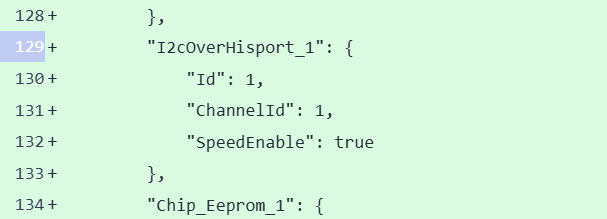 128 + },
129 + "I2cOverHisport_1": {
130 + "Id": 1,
131 + "ChannelId": 1,
132 + "SpeedEnable": true
133 + },
134 + "Chip_Eeprom_1": {